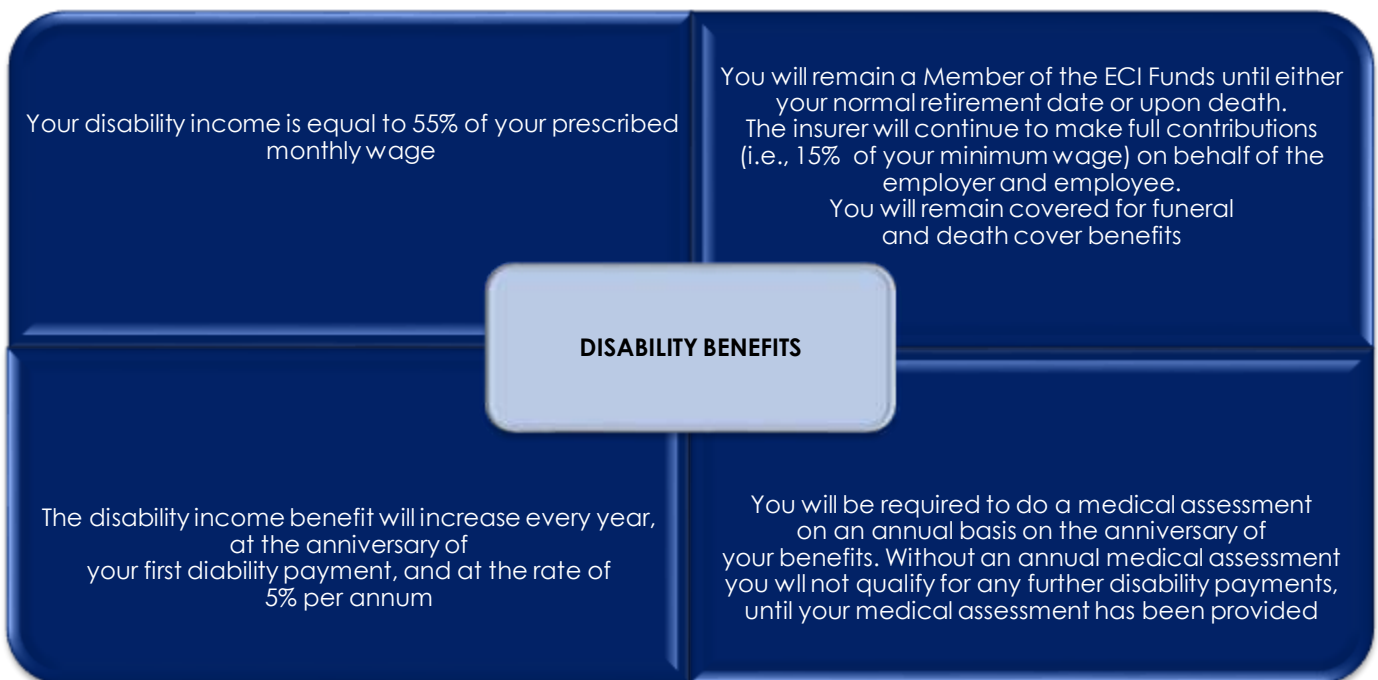 Your disability income is equal to 55% of your prescribed
monthly wage
You will remain a Member of the ECI Funds until either
your normal retirement date or upon death.
The insurer will continue to make full contributions
(i.e., 15% of your minimum wage) on behalf of the
employer and employee.
You will remain covered for funeral
and death cover benefits
DISABILITY BENEFITS
The disability income benefit will increase every year,
at the anniversary of
your first diability payment, and at the rate of
5% per annum
You will be required to do a medical assessment
on an annual basis on the anniversary of
your benefits. Without an annual medical assessment
you wll not qualify for any further disability payments,
until your medical assessment has been provided